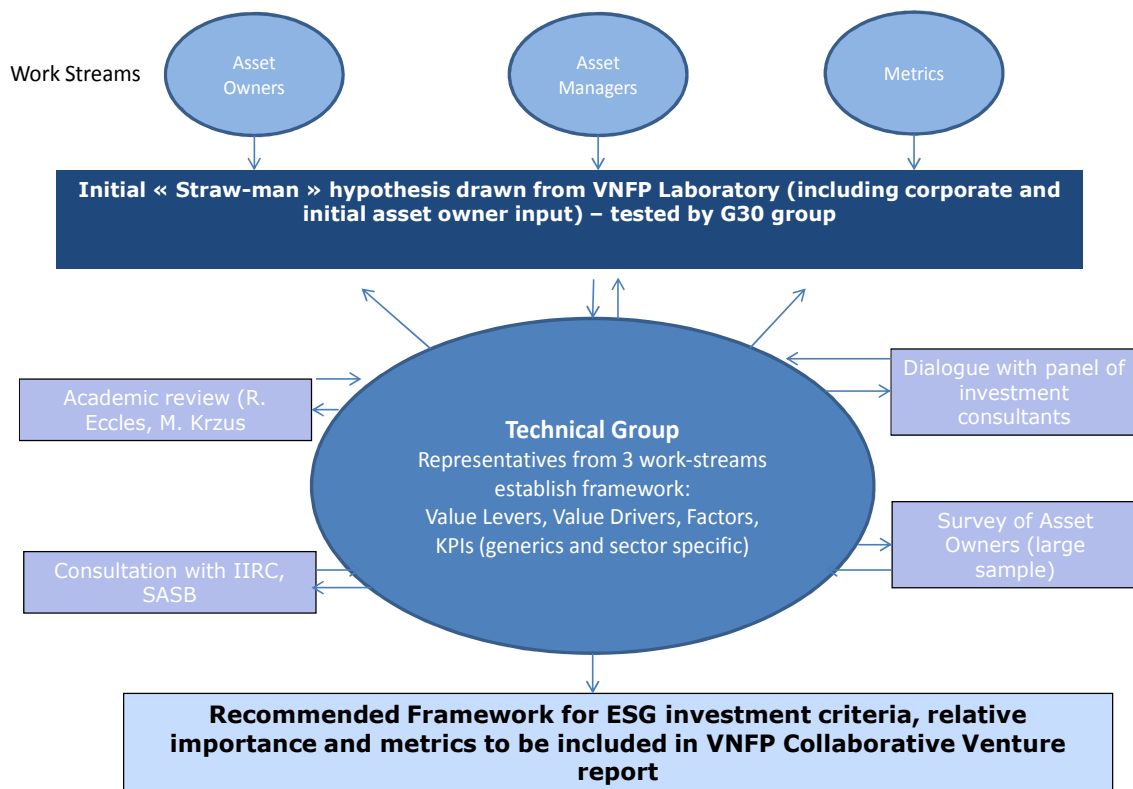 Work Streams
Asset
Owners
Asset
Managers
Metrics
Initial « Straw-man » hypothesis drawn from VNFP Laboratory (including corporate and
initial asset owner input) – tested by G30 group
Academic review (R.
Eccles, M. Krzus
Dialogue with panel of
investment
consultants
Technical Group
Representatives from 3 work-streams
establish framework:
Value Levers, Value Drivers, Factors,
KPIs (generics and sector specific)
Consultation with IIRC,
SASB
Survey of Asset
Owners (large
sample)
Recommended Framework for ESG investment criteria, relative
importance and metrics to be included in VNFP Collaborative Venture
report